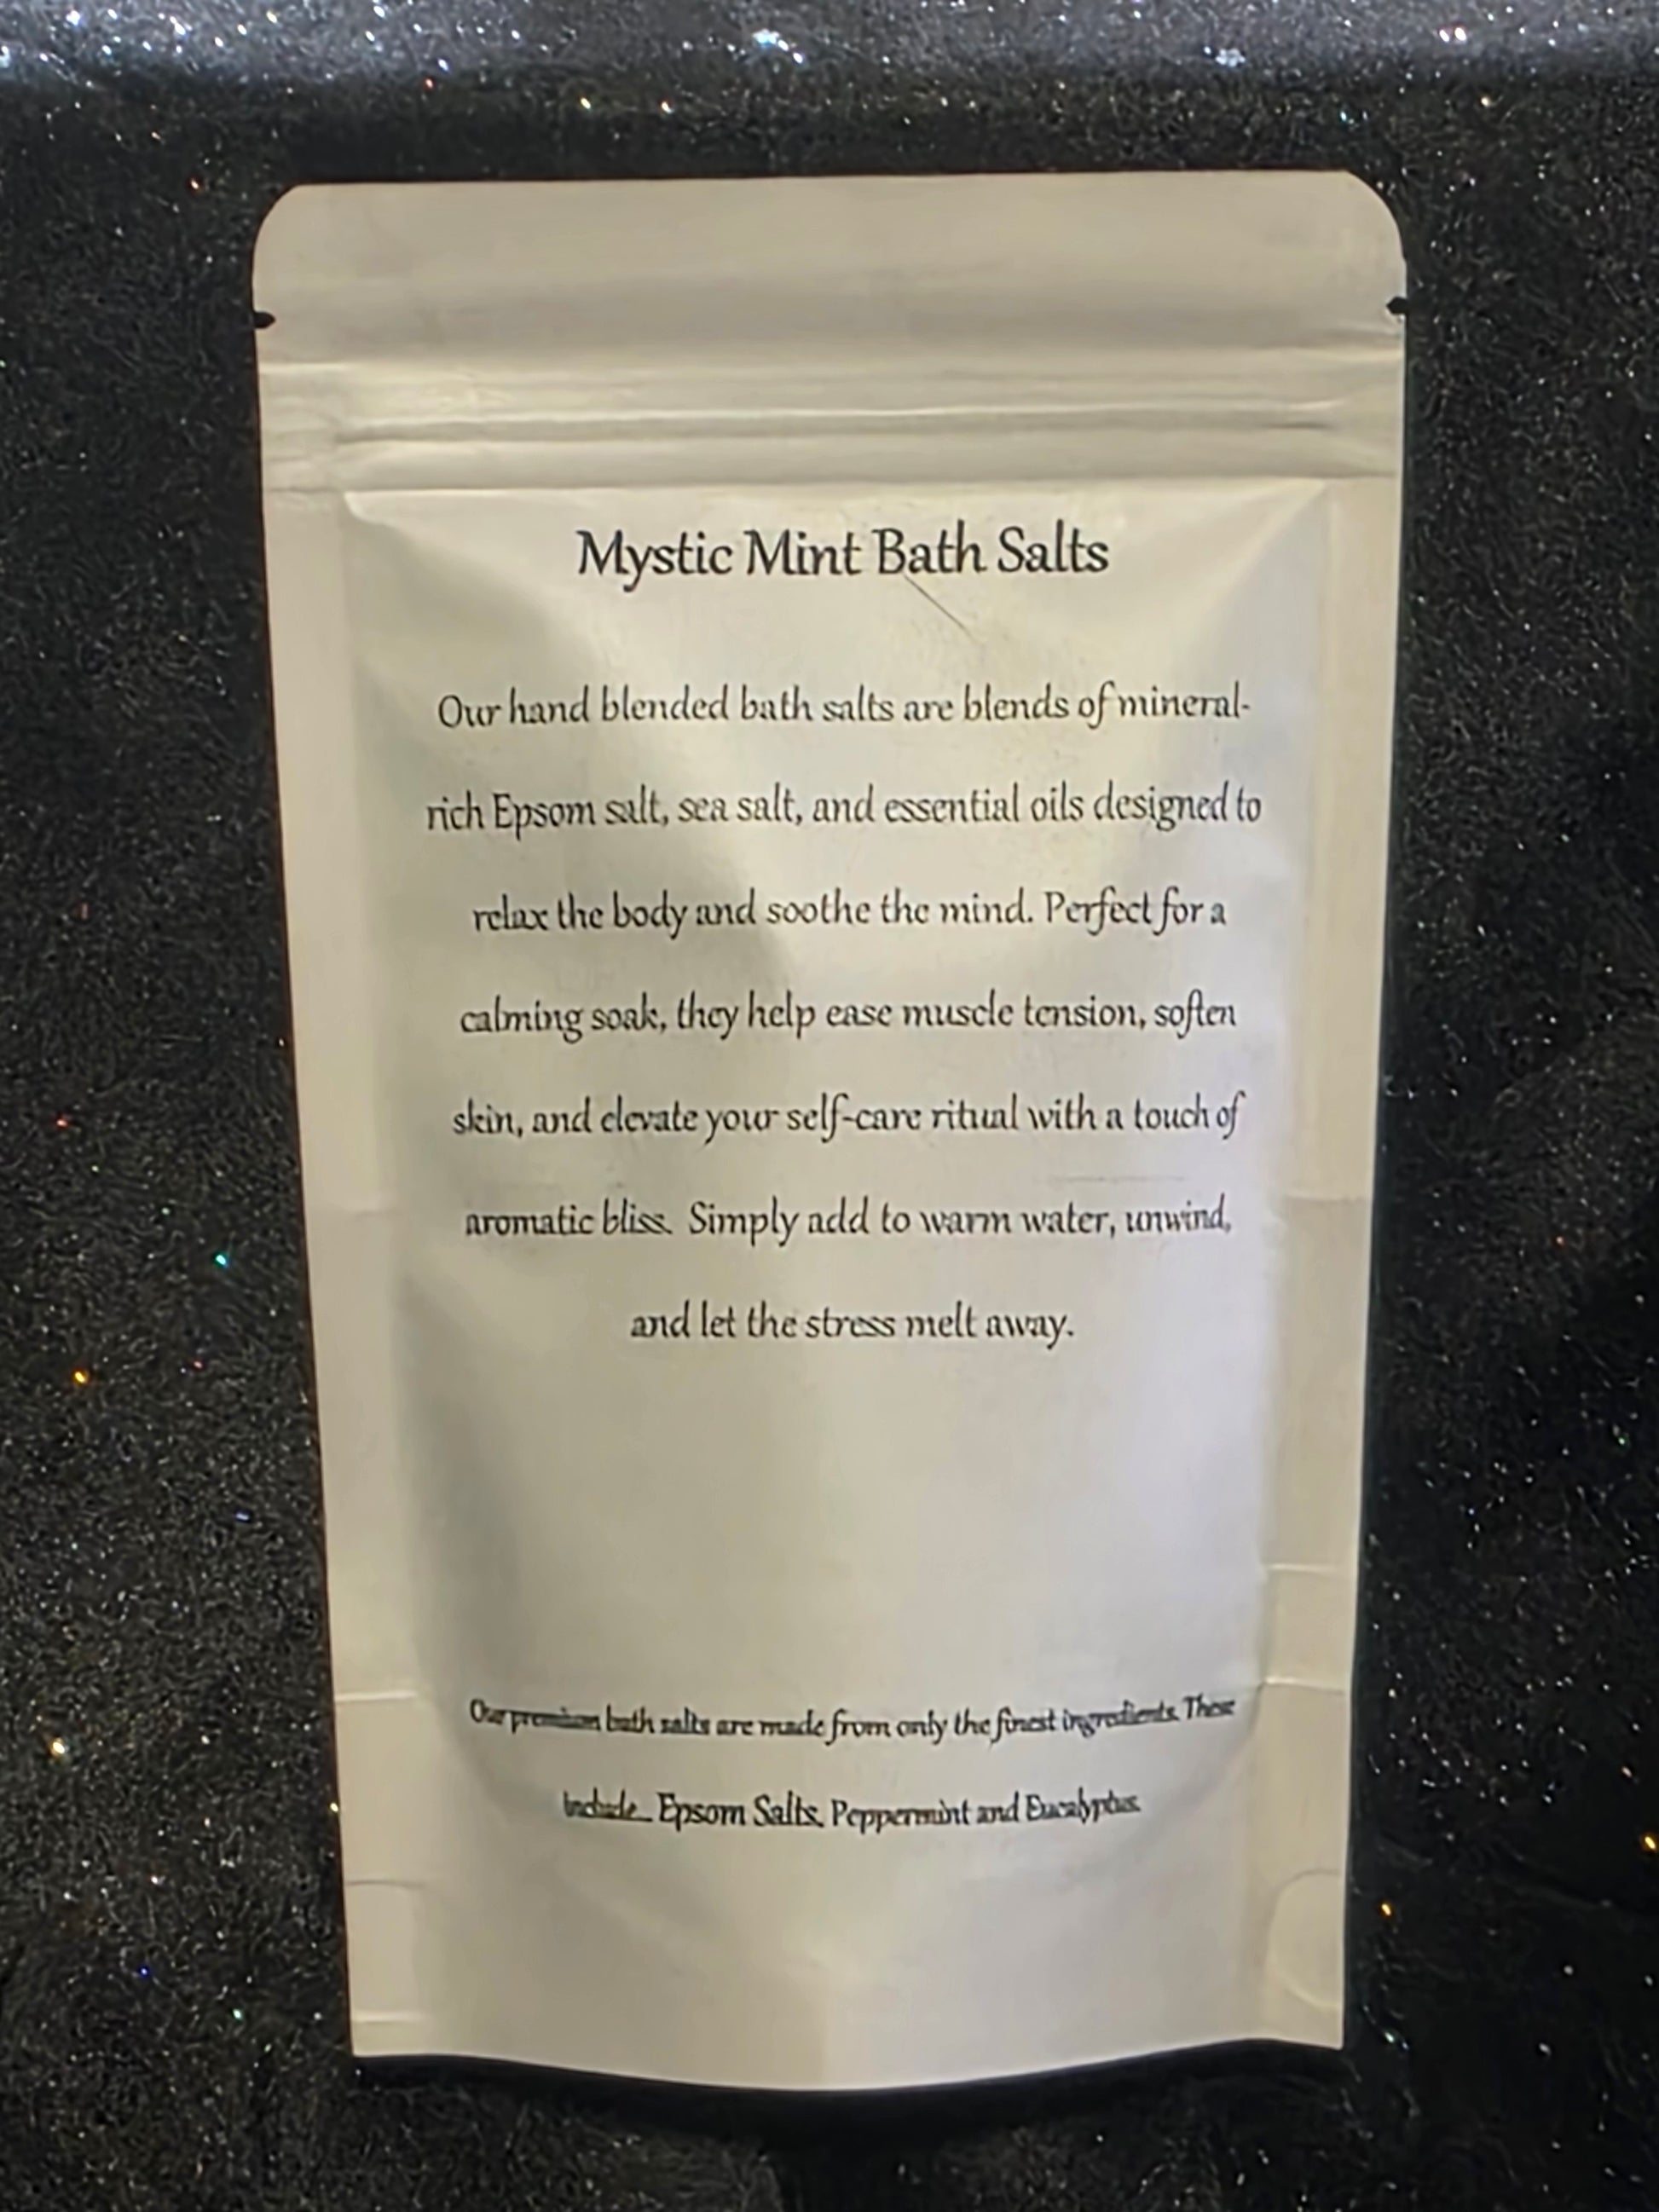 Mystic Mint Bath Salts
Our hand blended bath salts are blends of mineral-
rich Epsom salt, sea salt, and essential oils designed to
relax the body and soothe the mind. Perfect for a
calming soak, they help ease muscle tension, soften
skin, and elevate your self-care ritual with a touch of
aromatic bliss. Simply add to warm water, unwind,
and let the stress melt away.
Our premium bath salts are made from only the finest ingredients. These
include... Epsom Salts, Peppermint and Eucalyptus.